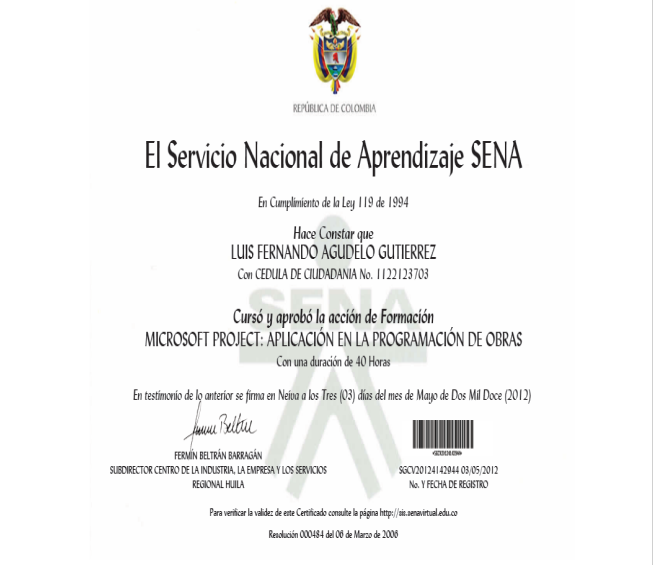 REPÚBLICA DE COLOMBIA
El Servicio Nacional de Aprendizaje SENA
En Cumplimiento de la Ley 119 de 1994
Hace Constar que
LUIS FERNANDO AGUDELO GUTIERREZ
Con CEDULA DE CIUDADANIA No. 1122123703
SENA
Cursó y aprobó la acción de Formación
MICROSOFT PROJECT: APLICACIÓN EN LA PROGRAMACIÓN DE OBRAS
Con una duración de 40 Horas
En testimonio de lo anterior se firma en Neiva a los Tres (03) días del mes de Mayo de Dos Mil Doce (2012)
FERMÍN BELTRÁN BARRAGÁN
SUBDIRECTOR CENTRO DE LA INDUSTRIA, LA EMPRESA Y LOS SERVICIOS
REGIONAL HUILA
SGCV20124142944 03/05/2012
No. Y FECHA DE REGISTRO
Para verificar la validez de este Certificado consulte la página http://sis.senavirtual.edu.co
Resolución 000484 del 06 de Marzo de 2006